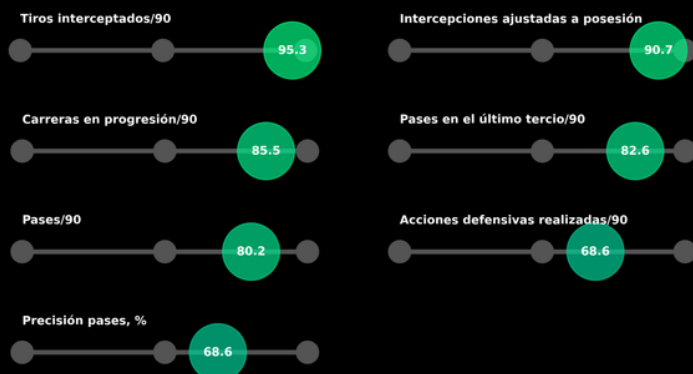 Tiros interceptados/90
95.3
Intercepciones ajustadas a posesión
90.7
Carreras en progresión/90
85.5
Pases en el último tercio/90
82.6
Pases/90
80.2
Acciones defensivas realizadas/90
68.6
Precisión pases, %
68.6